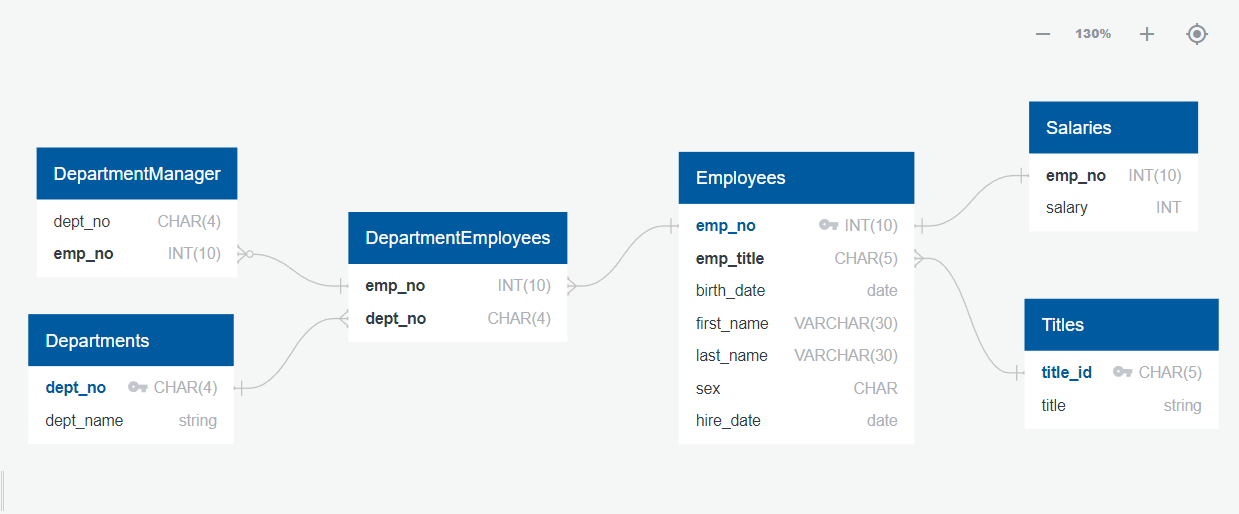 130%
DepartmentManager
dept_no CHAR(4)
emp_no INT(10)
Departments
dept_no CHAR(4)
dept_name string
DepartmentEmployees
emp_no INT(10)
dept_no CHAR(4)
Employees
emp_no INT(10)
emp_title CHAR(5)
birth_date date
first_name VARCHAR(30)
last_name VARCHAR(30)
sex CHAR
hire_date date
Salaries
emp_no INT(10)
salary INT
Titles
title_id CHAR(5)
title string